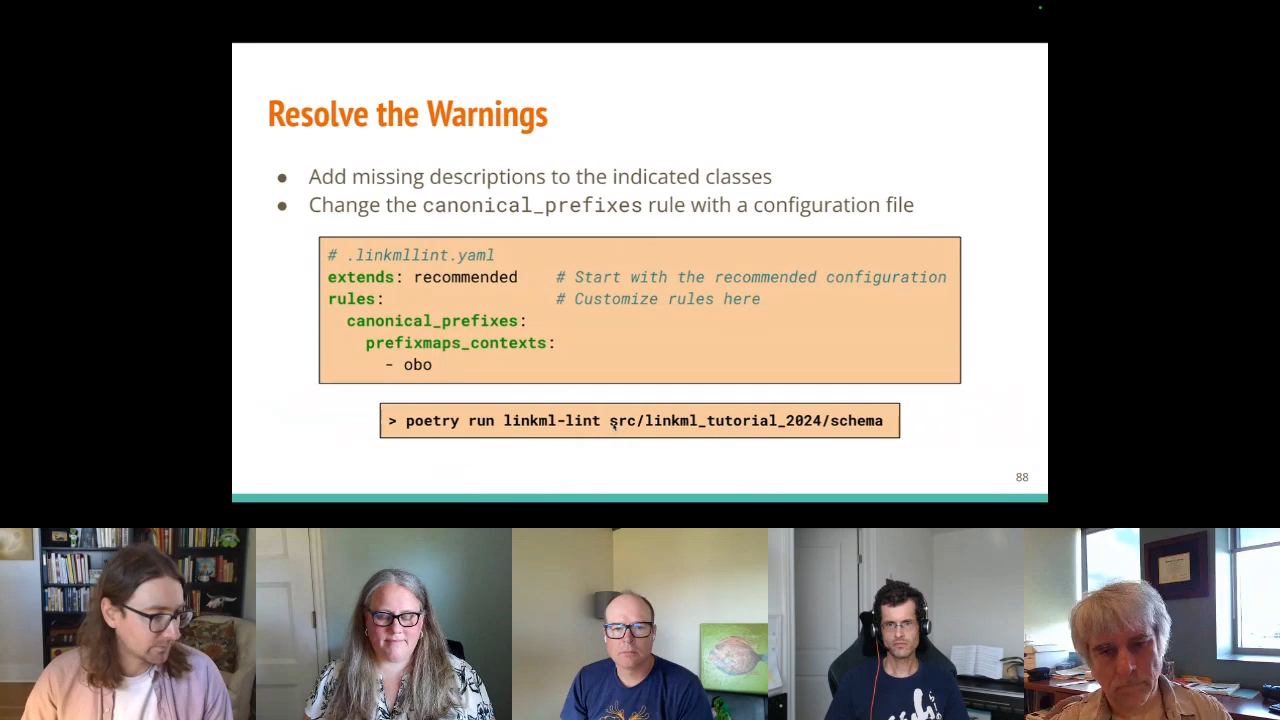 Resolve the Warnings
● Add missing descriptions to the indicated classes
● Change the canonical_prefixes rule with a configuration file
# .linkmllint.yaml
extends: recommended # Start with the recommended configuration
rules: # Customize rules here
canonical_prefixes:
prefixmaps_contexts:
- obo
> poetry run linkml-lint src/linkml_tutorial_2024/schema
88